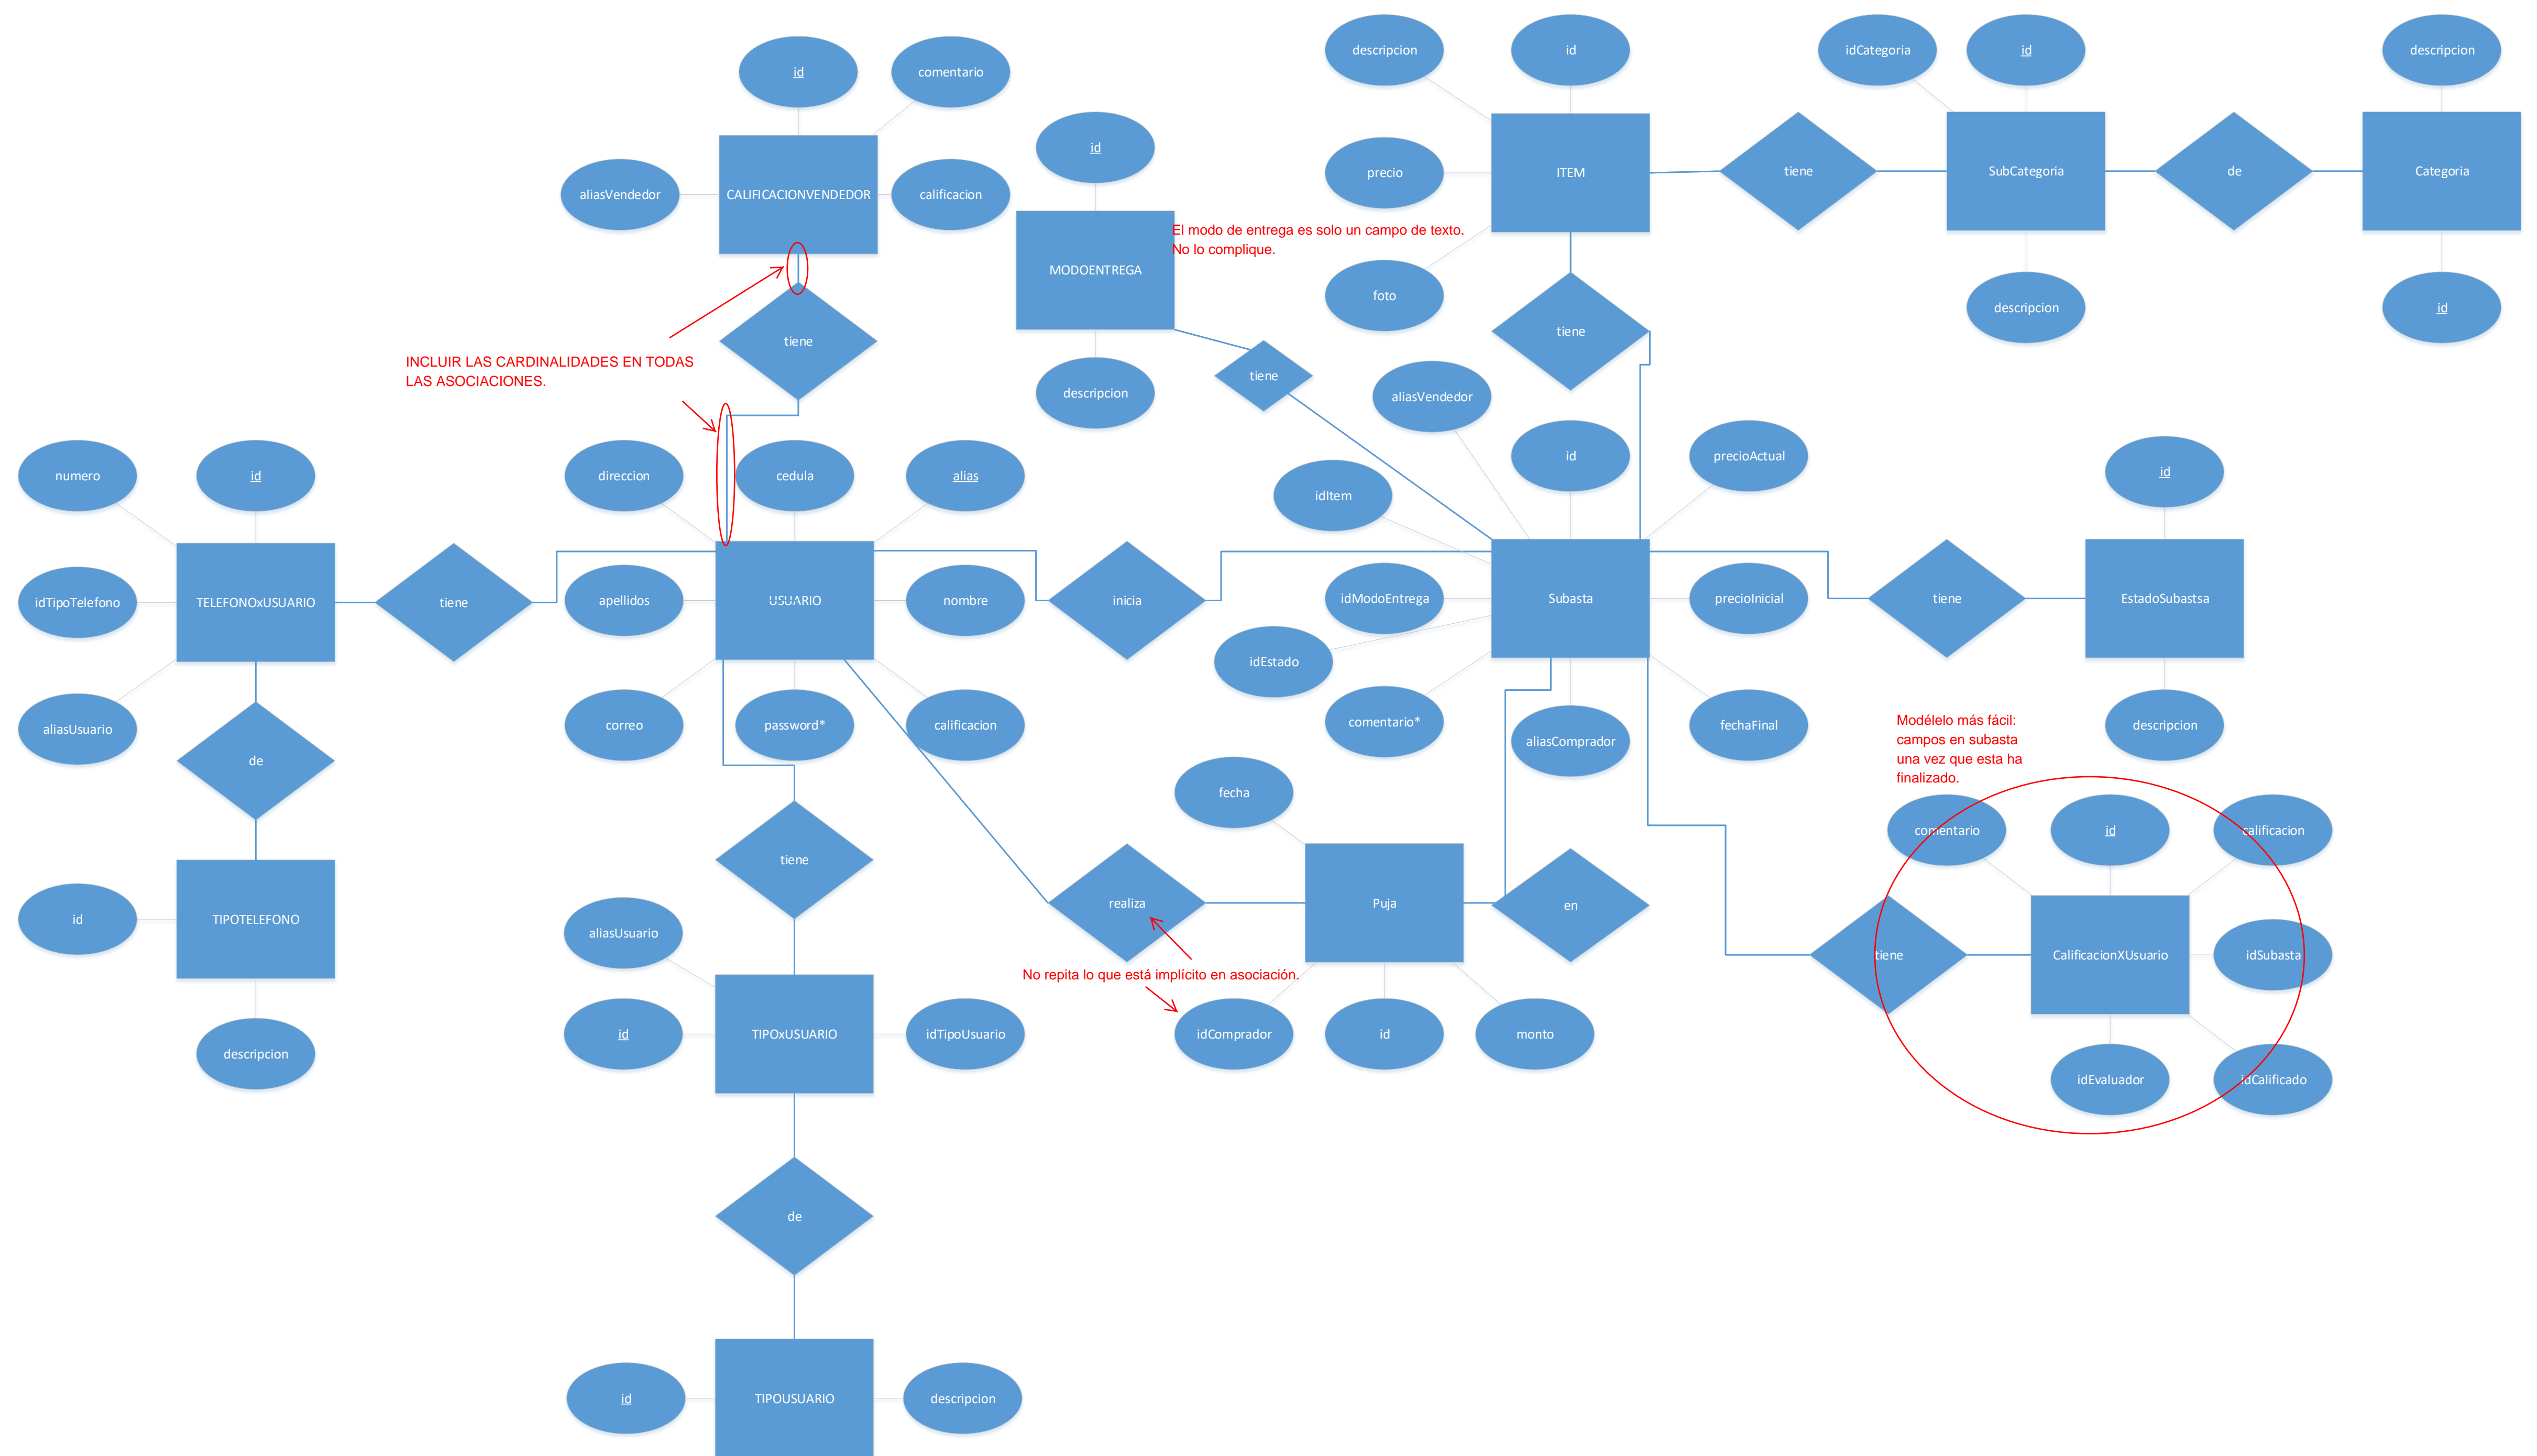 descripcion
id
idCategoria
id
descripcion
id
comentario
id
precio
ITEM
tiene
SubCategoria
de
Categoria
aliasVendedor
CALIFICACIONVENDEDOR
calificacion
El modo de entrega es solo un campo de texto.
No lo complique.
MODOENTREGA
foto
descripcion
id
tiene
tiene
INCLUIR LAS CARDINALIDADES EN TODAS
LAS ASOCIACIONES.
tiene
descripcion
aliasVendedor
numero
id
direccion
cedula
alias
idItem
id
precioActual
id
idTipoTelefono
TELEFONOxUSUARIO
tiene
apellidos
USUARIO
nombre
inicia
idModoEntrega
Subasta
precioInicial
tiene
EstadoSubastsa
idEstado
aliasUsuario
correo
password*
calificacion
comentario*
aliasComprador
fechaFinal
descripcion
Modélelo más fácil:
campos en subasta
una vez que esta ha
finalizado.
de
fecha
comentario
id
calificacion
tiene
realiza
Puja
en
id
TIPOTELEFONO
aliasUsuario
No repita lo que está implícito en asociación.
tiene
CalificacionXUsuario
idSubasta
descripcion
id
TIPOxUSUARIO
idTipoUsuario
idComprador
id
monto
idEvaluador
idCalificado
de
id
TIPOUSUARIO
descripcion